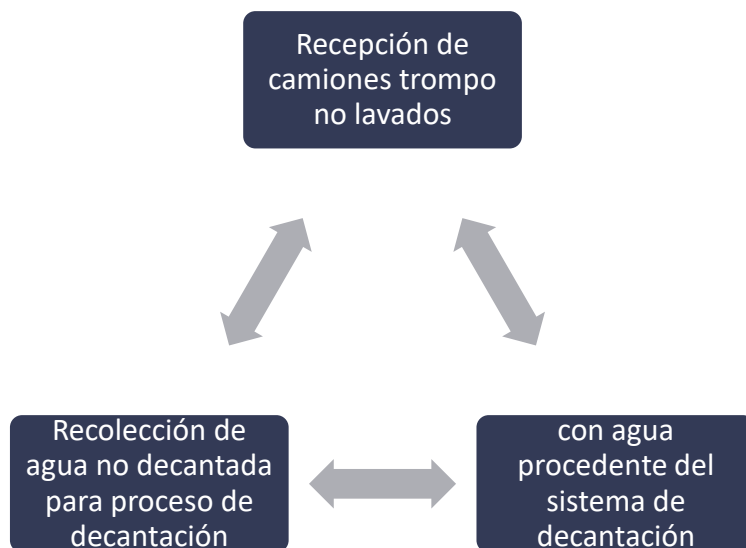 Recepción de
camiones trompo
no lavados
Recolección de
agua no decantada
para proceso de
decantación
con agua
procedente del
sistema de
decantación